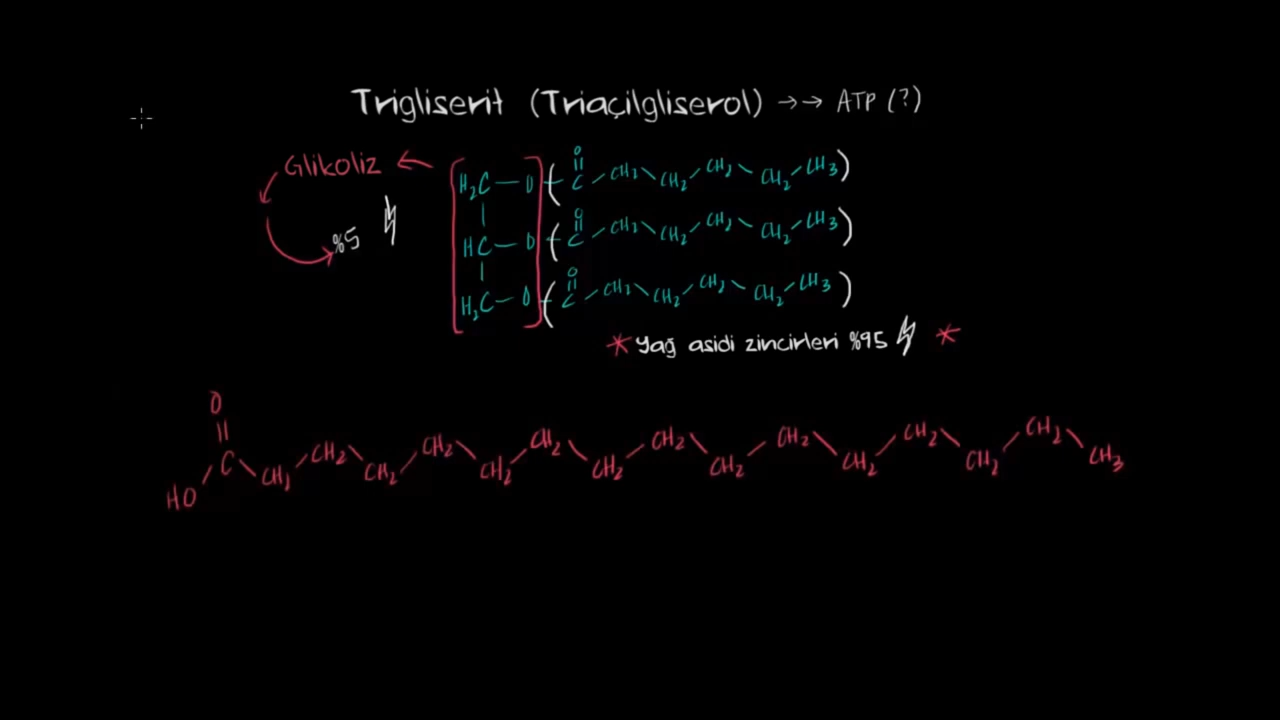 Trigliserit (Triaçilgliserol) →→ ATP (?)
Glikoliz ←
%5
H₂C — O — ( C O CH₂ CH₂ CH₂ CH₂ CH₃ )
HC — O — ( C O CH₂ CH₂ CH₂ CH₂ CH₃ )
H₂C — O — ( C O CH₂ CH₂ CH₂ CH₂ CH₃ )
* Yağ asidi zincirleri %95 *
O
HO C CH₂ CH₂ CH₂ CH₂ CH₂ CH₂ CH₂ CH₂ CH₂ CH₂ CH₂ CH₂ CH₂ CH₂ CH₃